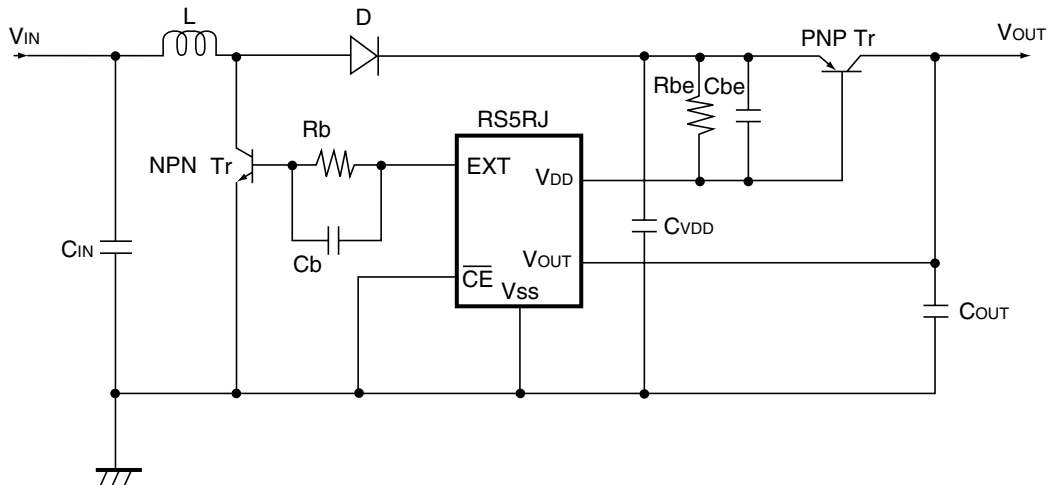 L
D
VIN
PNP Tr
VOUT
Rbe
Cbe
RS5RJ
Rb
EXT
NPN Tr
VDD
CVDD
CIN
Cb
VOUT
CE
Vss
COUT